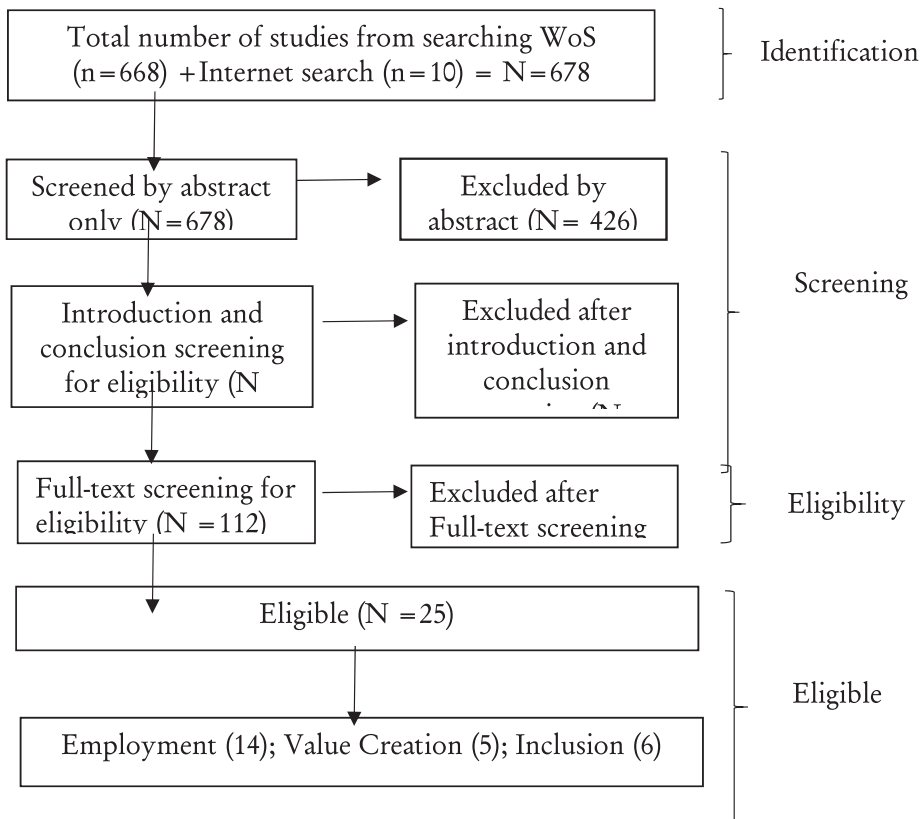 Total number of studies from searching WoS
(n=668) +Internet search (n=10) = N=678
Identification
Screened by abstract
only (N=678)
Excluded by
abstract (N= 426)
Screening
Introduction and
conclusion screening
for eligibility (N
Excluded after
introduction and
conclusion
(N
Full-text screening for
eligibility (N =112)
Excluded after
Full-text screening
Eligibility
Eligible (N =25)
Eligible
Employment (14); Value Creation (5); Inclusion (6)